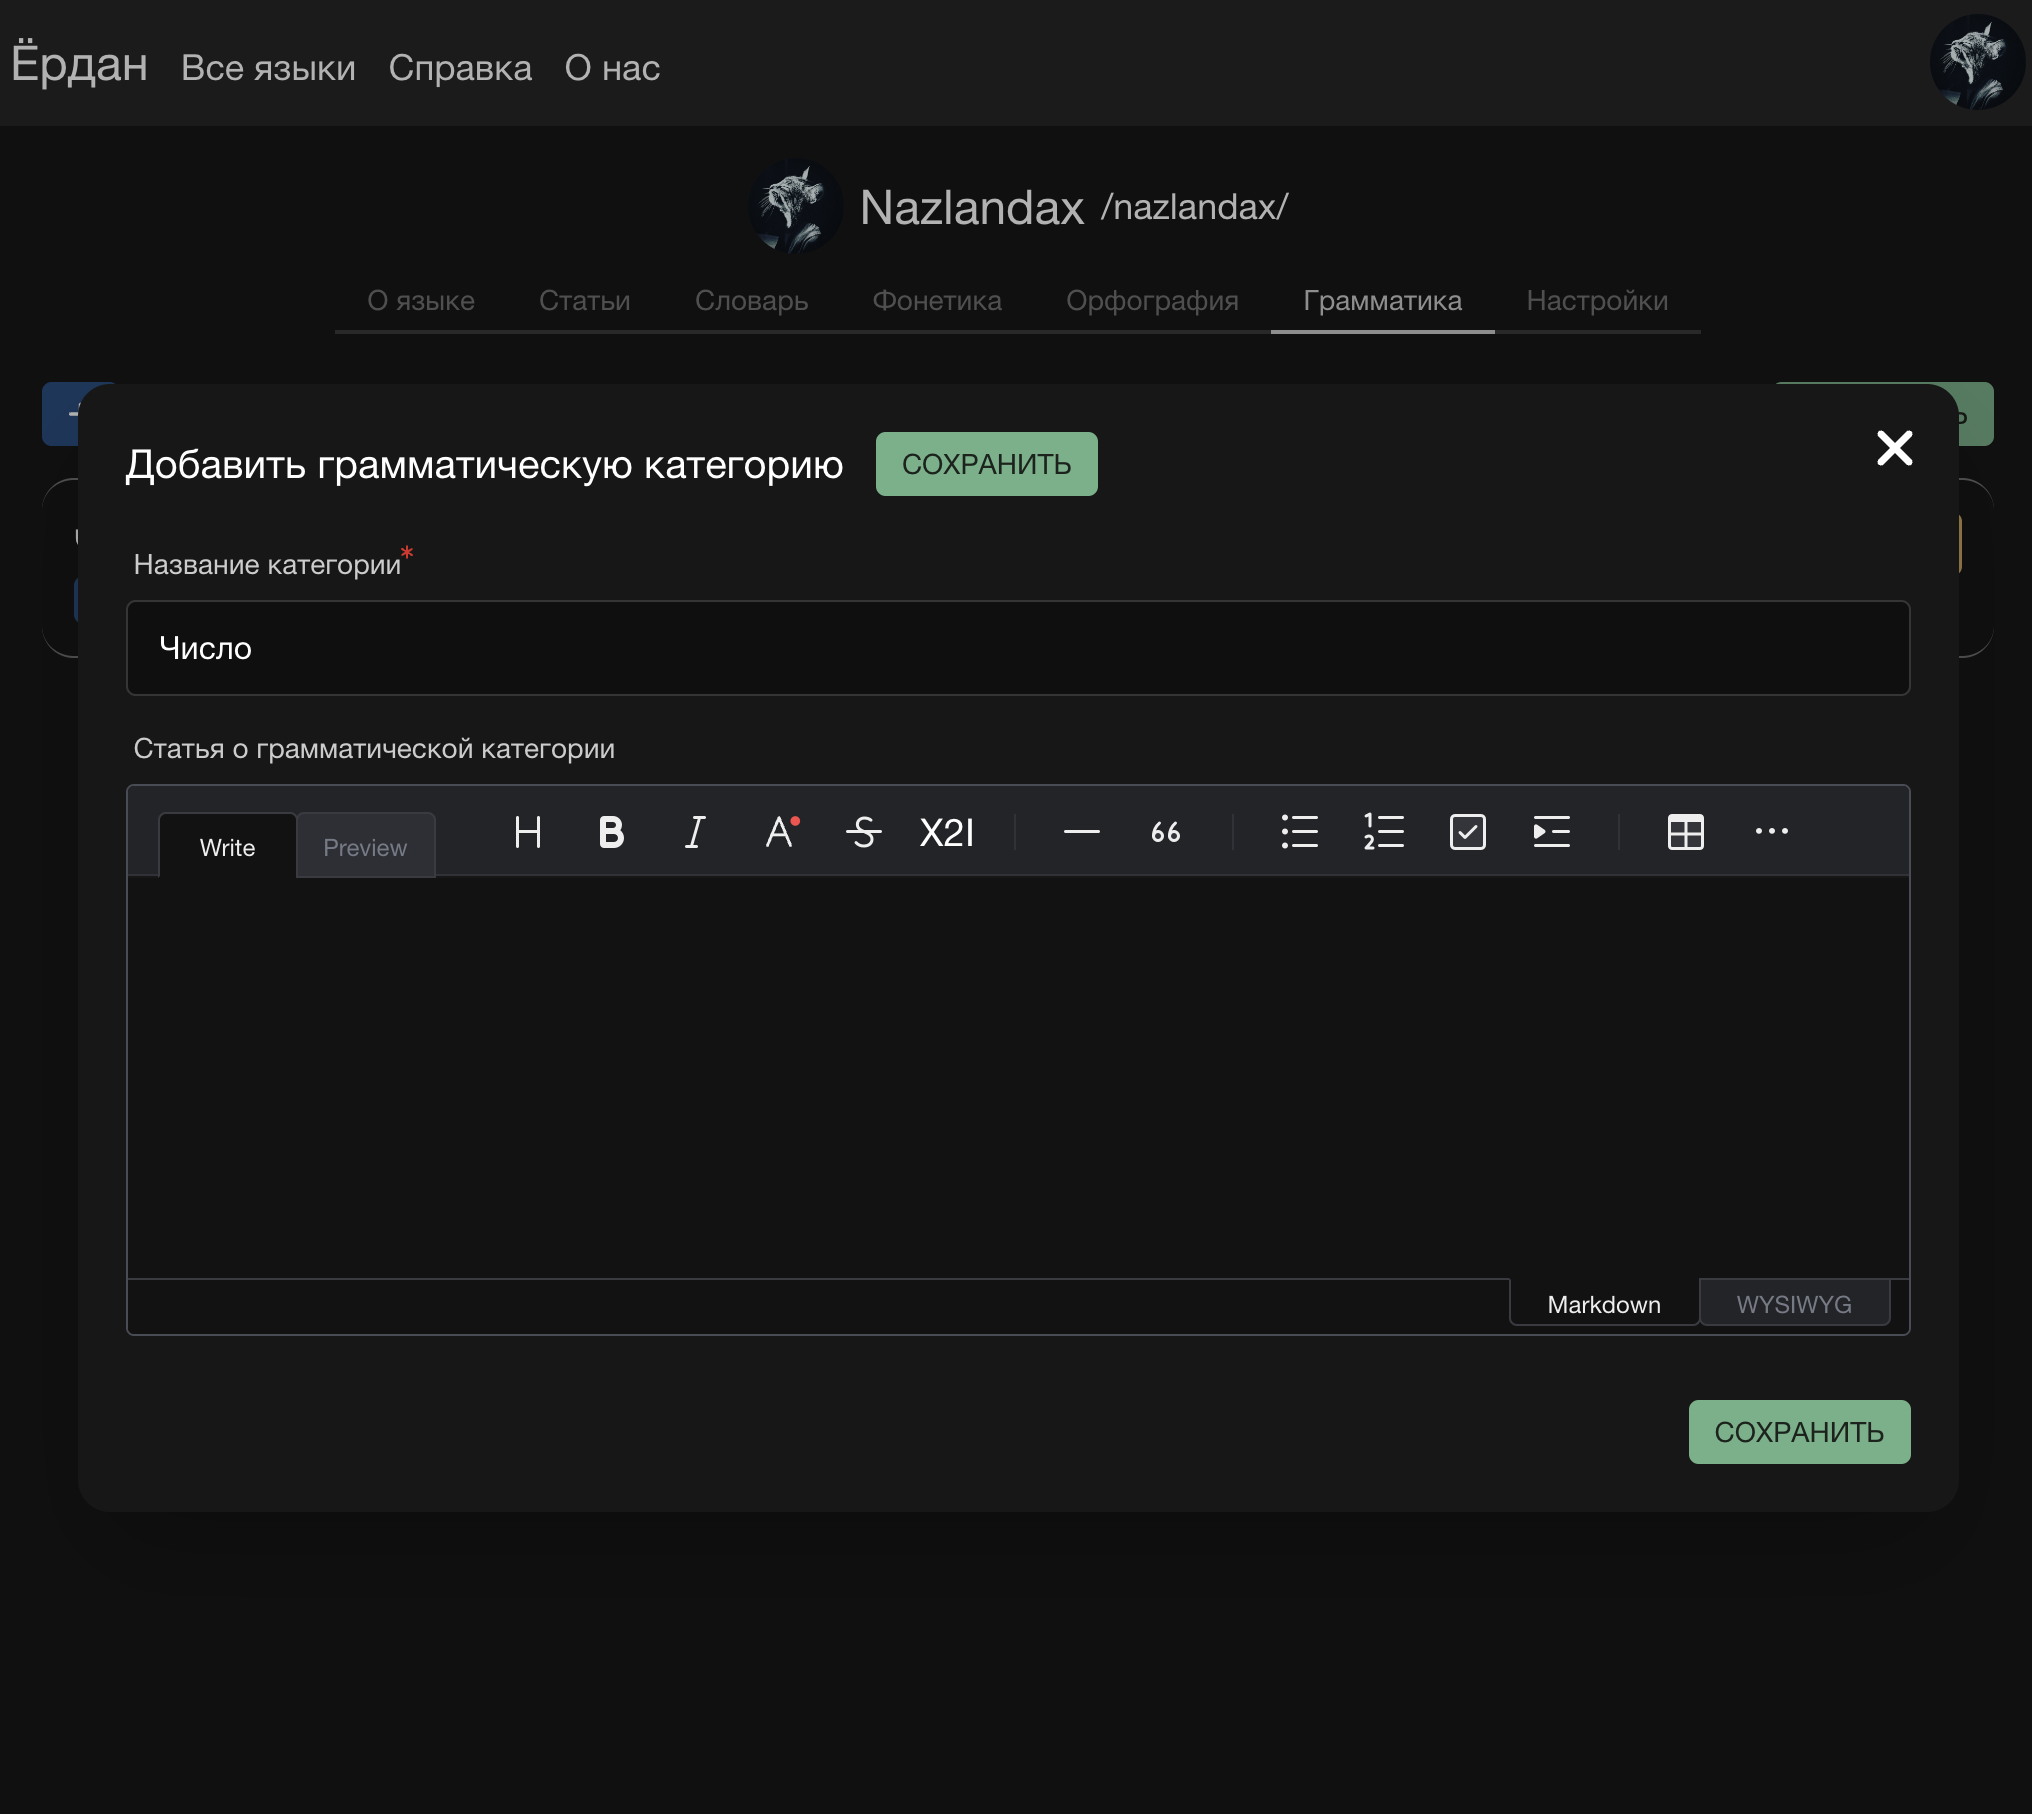 Ёрдан Все языки Справка О нас
Nazlandax /nazlandax/
О языке Статьи Словарь Фонетика Орфография Грамматика Настройки
Добавить грамматическую категорию СОХРАНИТЬ
Название категории*
Число
Статья о грамматической категории
Write Preview H B I A S X2I — 66
Markdown WYSIWYG
СОХРАНИТЬ